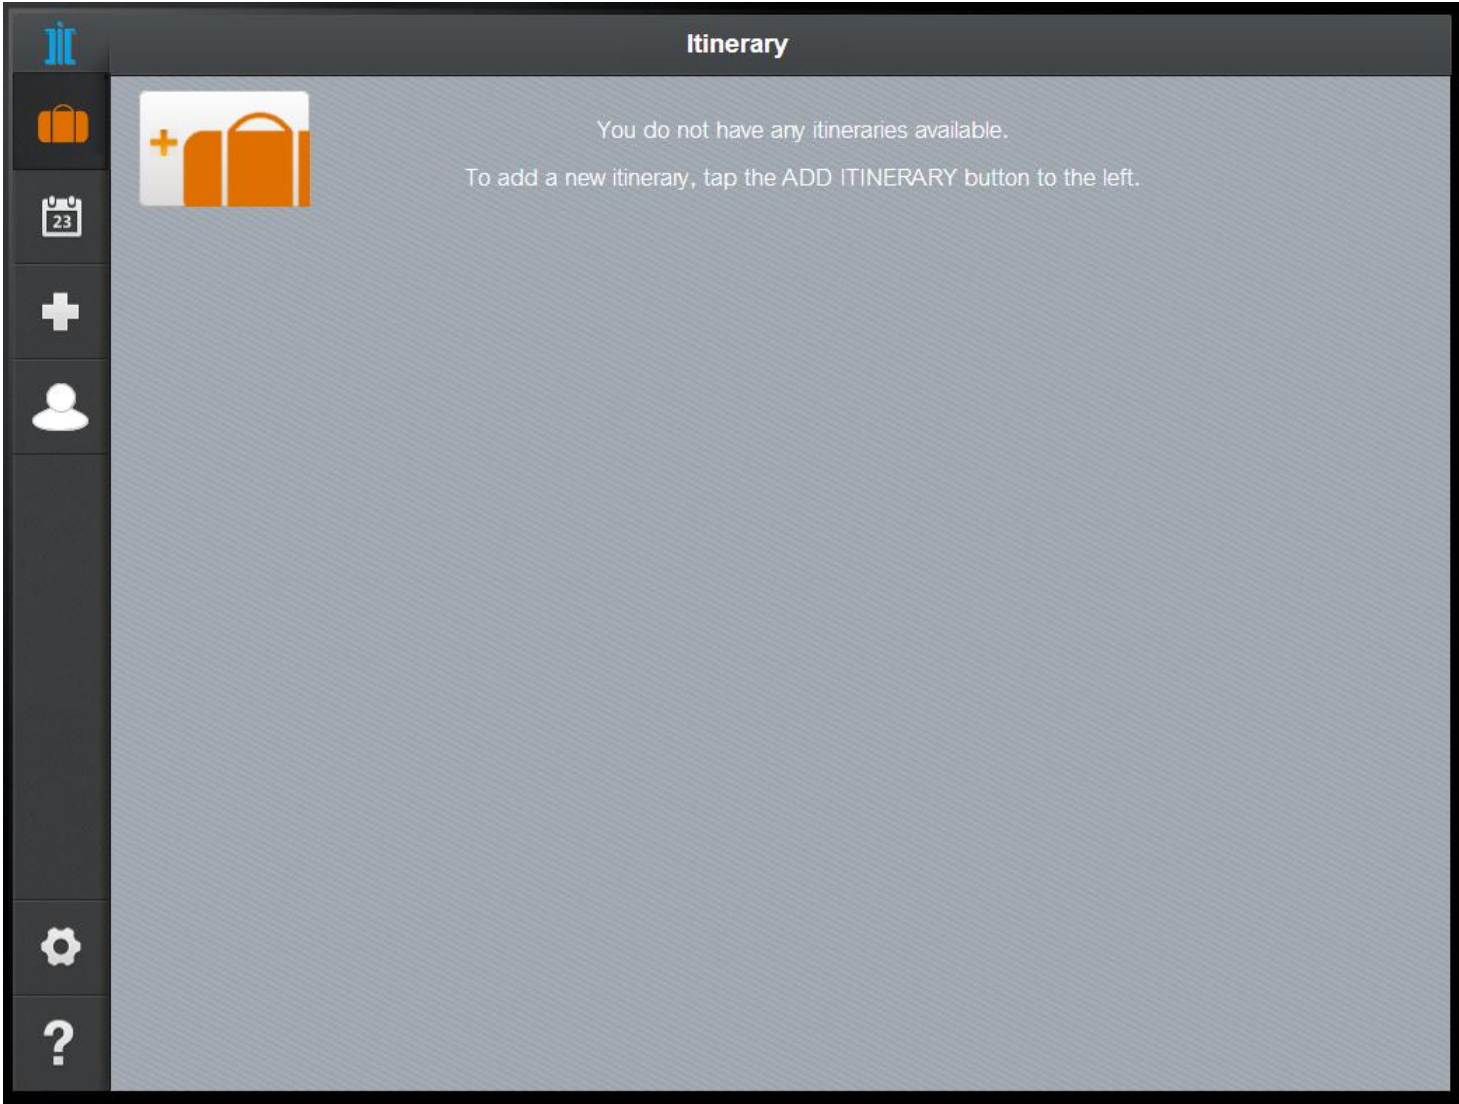 Itinerary
You do not have any itineraries available.
To add a new itinerary, tap the ADD ITINERARY button to the left.
23
?